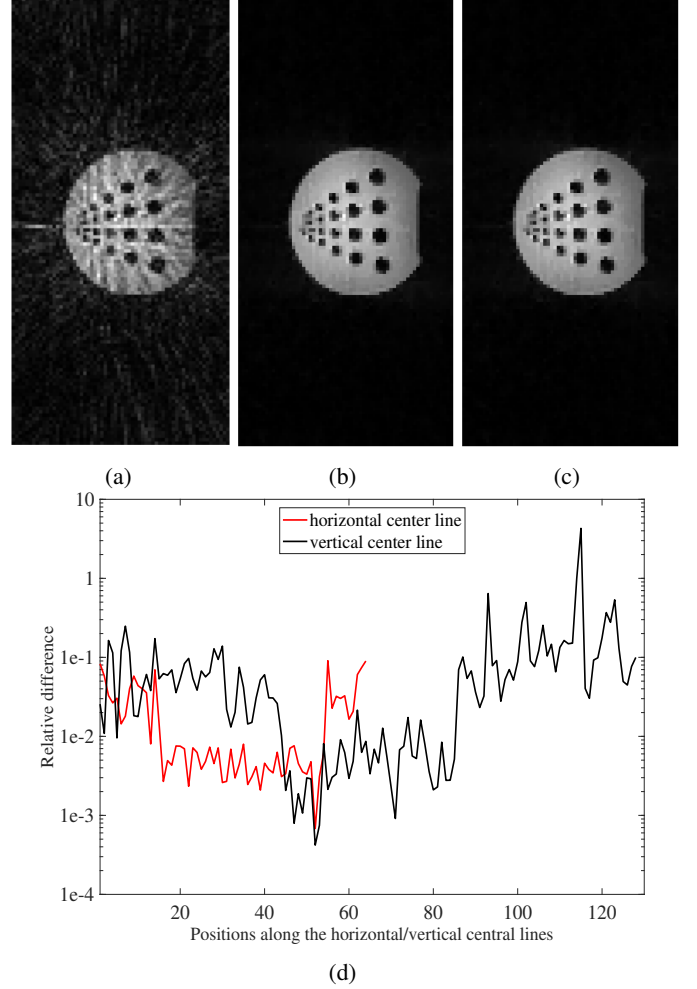 (a) (b) (c)
10
1
1e-1
1e-2
1e-3
1e-4
Relative difference
horizontal center line
vertical center line
20 40 60 80 100 120
Positions along the horizontal/vertical central lines
(d)